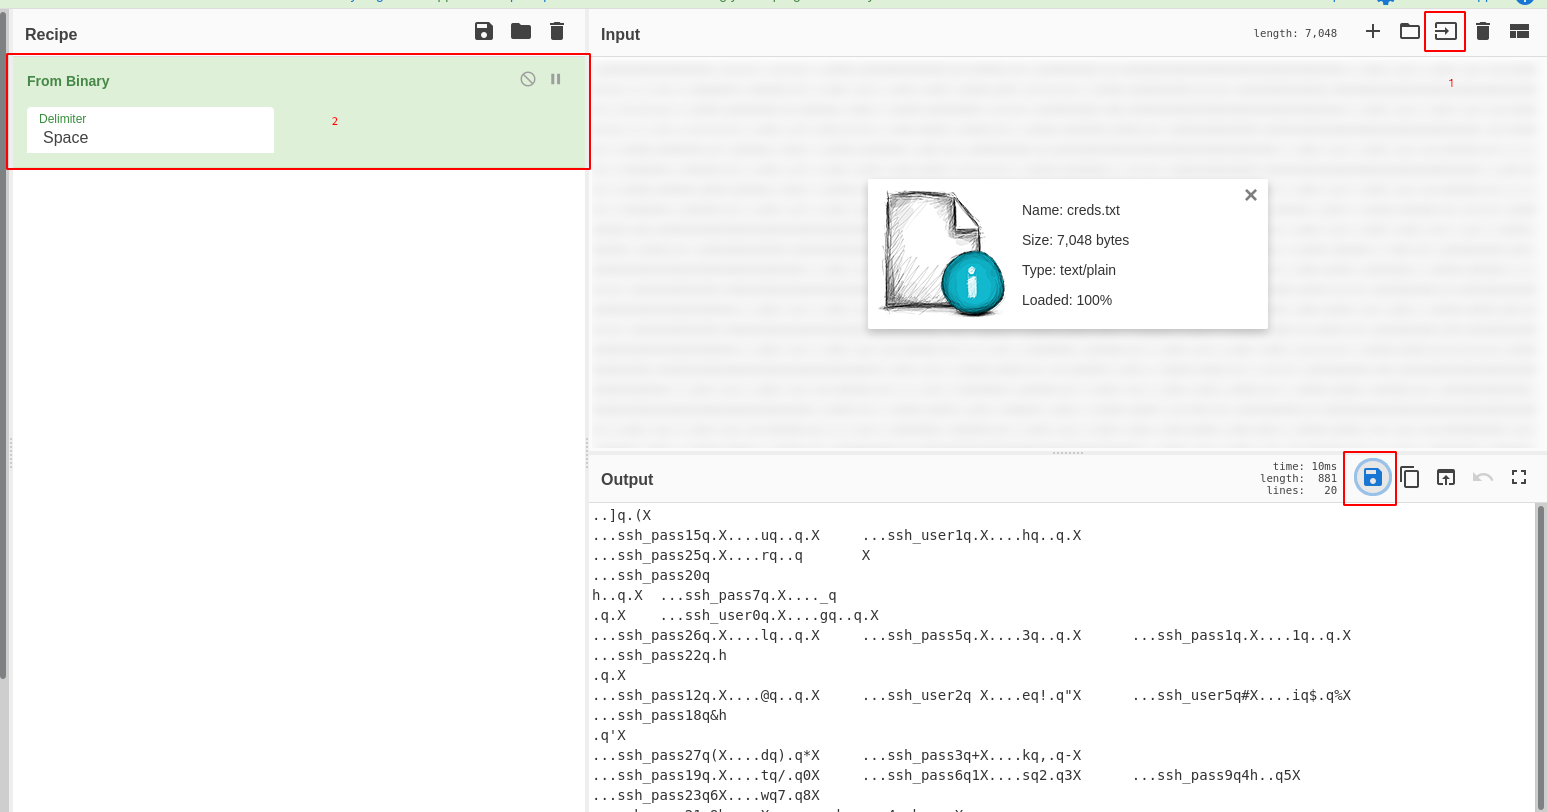 Recipe
From Binary
Delimiter
Space
2
Input
length: 7,048
1
Name: creds.txt
Size: 7,048 bytes
Type: text/plain
Loaded: 100%
Output
time: 10ms
length: 881
lines: 20
..]q.(X
...ssh_pass15q.X....uq..q.X ...ssh_user1q.X....hq..q.X
...ssh_pass25q.X....rq..q X
...ssh_pass20q
h..q.X ...ssh_pass7q.X...._q
.q.X ...ssh_user0q.X....gq..q.X
...ssh_pass26q.X....lq..q.X ...ssh_pass5q.X....3q..q.X ...ssh_pass1q.X....1q..q.X
...ssh_pass22q.h
.q.X
...ssh_pass12q.X....@q..q.X ...ssh_user2q X....eq!.q"X ...ssh_user5q#X....iq$.q%X
...ssh_pass18q&h
.q'X
...ssh_pass27q(X....dq).q*X ...ssh_pass3q+X....kq,.q-X
...ssh_pass19q.X....tq/.q0X ...ssh_pass6q1X....sq2.q3X ...ssh_pass9q4h..q5X
...ssh_pass23q6X....wq7.q8X